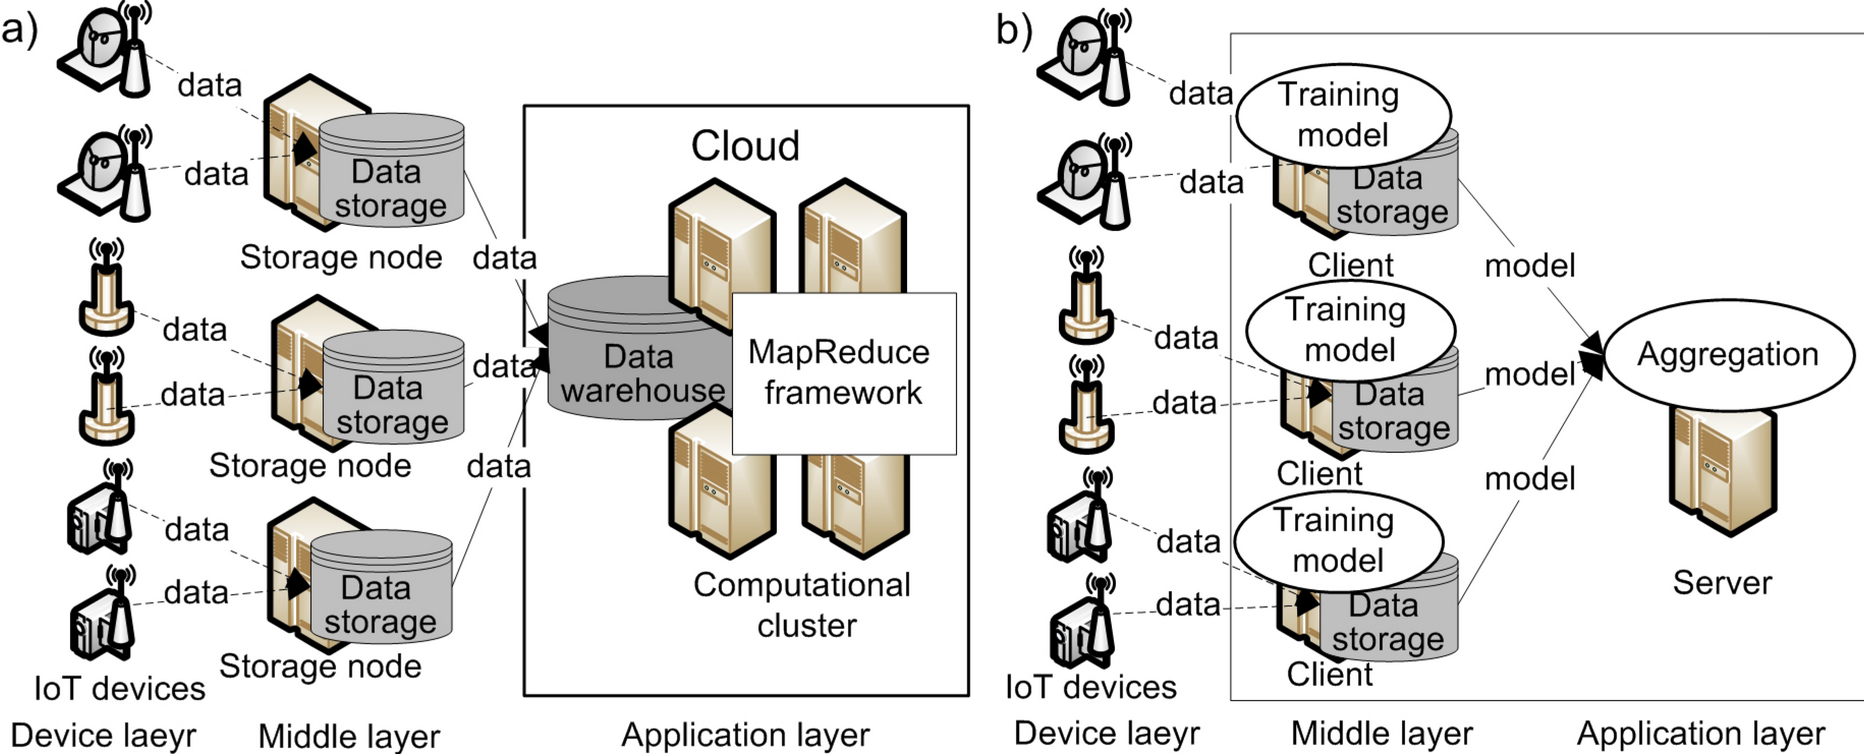 a)
data
data
Data
storage
Storage node
data
data
Data
storage
Storage node
data
data
Data
storage
Storage node
IoT devices
Device laeyr
Middle layer
data
data
data
Cloud
Data
warehouse
MapReduce
framework
Computational
cluster
Application layer
b)
data
data
Training
model
Data
storage
Client
data
data
Training
model
Data
storage
Client
data
data
Training
model
Data
storage
Client
IoT devices
Device laeyr
Middle layer
model
model
model
Aggregation
Server
Application layer